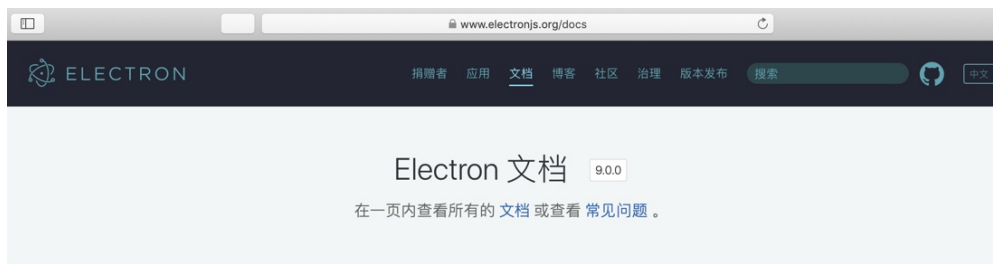 www.electronjs.org/docs
ELECTRON 捐赠者 应用 文档 博客 社区 治理 版本发布 搜索 中文
Electron 文档 9.0.0
在一页内查看所有的 文档 或查看 常见问题 。